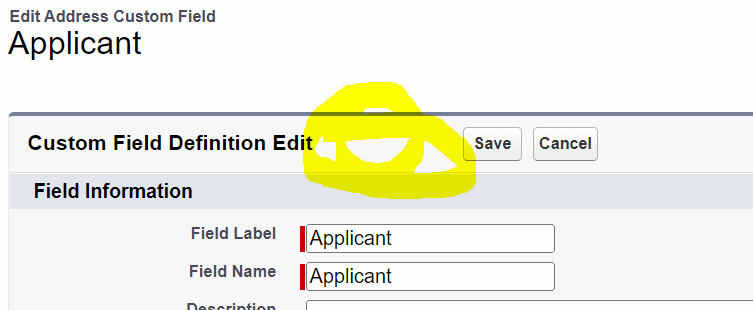 Edit Address Custom Field
Applicant
Custom Field Definition Edit Save Cancel
Field Information
Field Label Applicant
Field Name Applicant
Description